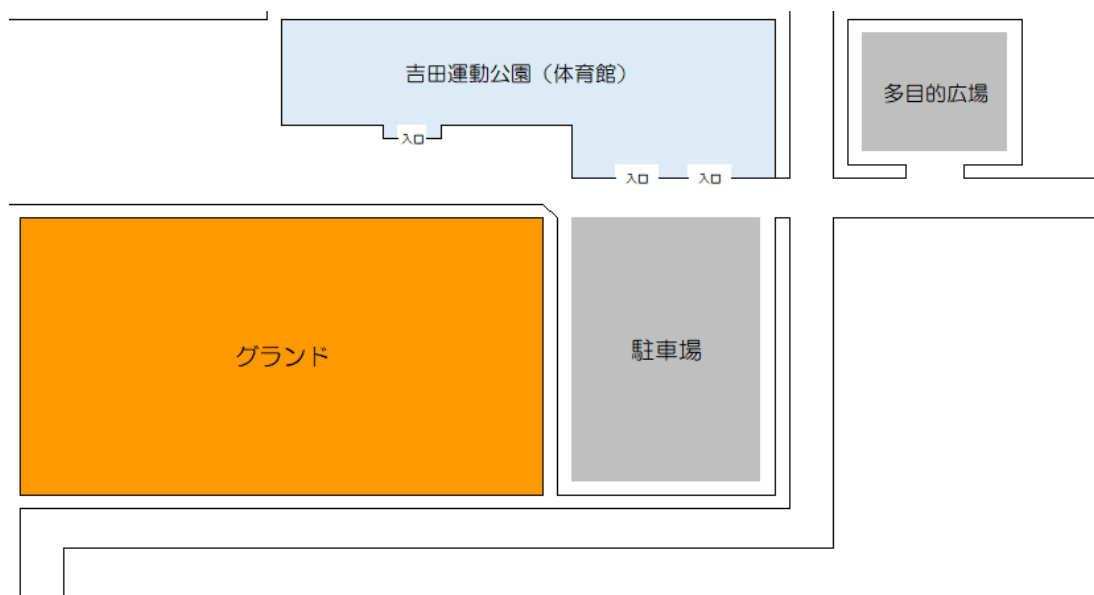 吉田運動公園（体育館）
多目的広場
入口
入口
入口
グランド
駐車場